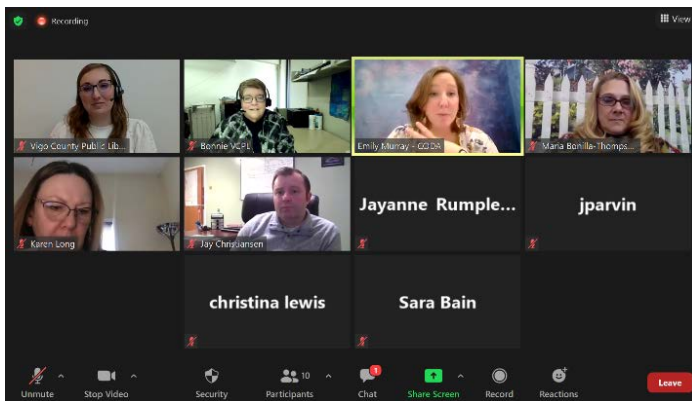 Recording
View
Vigo County Public Lib...
Bonnie VCPL
Emily Murray - CODA
Maria Bonilla-Thomps...
Karen Long
Jay Christiansen
Jayanne Rumple...
jparvin
christina lewis
Sara Bain
10
1
Unmute
Stop Video
Security
Participants
Chat
Share Screen
Record
Reactions
Leave